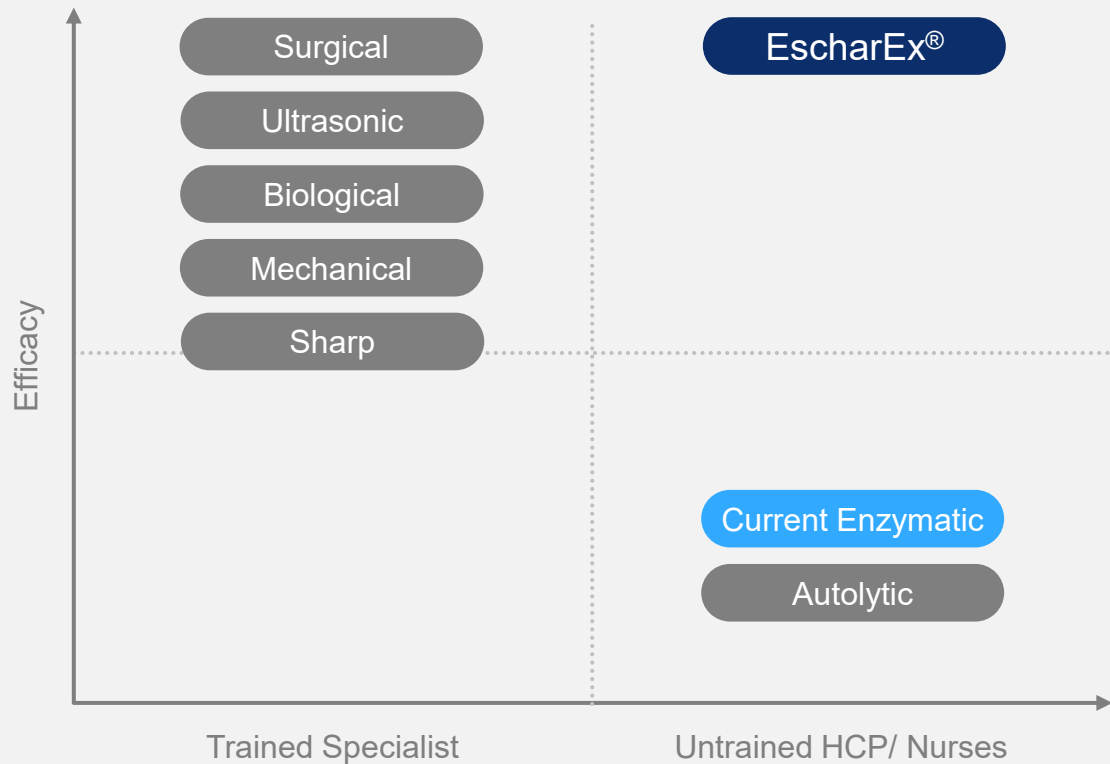 Surgical
EscharEx®
Ultrasonic
Biological
Mechanical
Sharp
Efficacy
Current Enzymatic
Autolytic
Trained Specialist
Untrained HCP/ Nurses